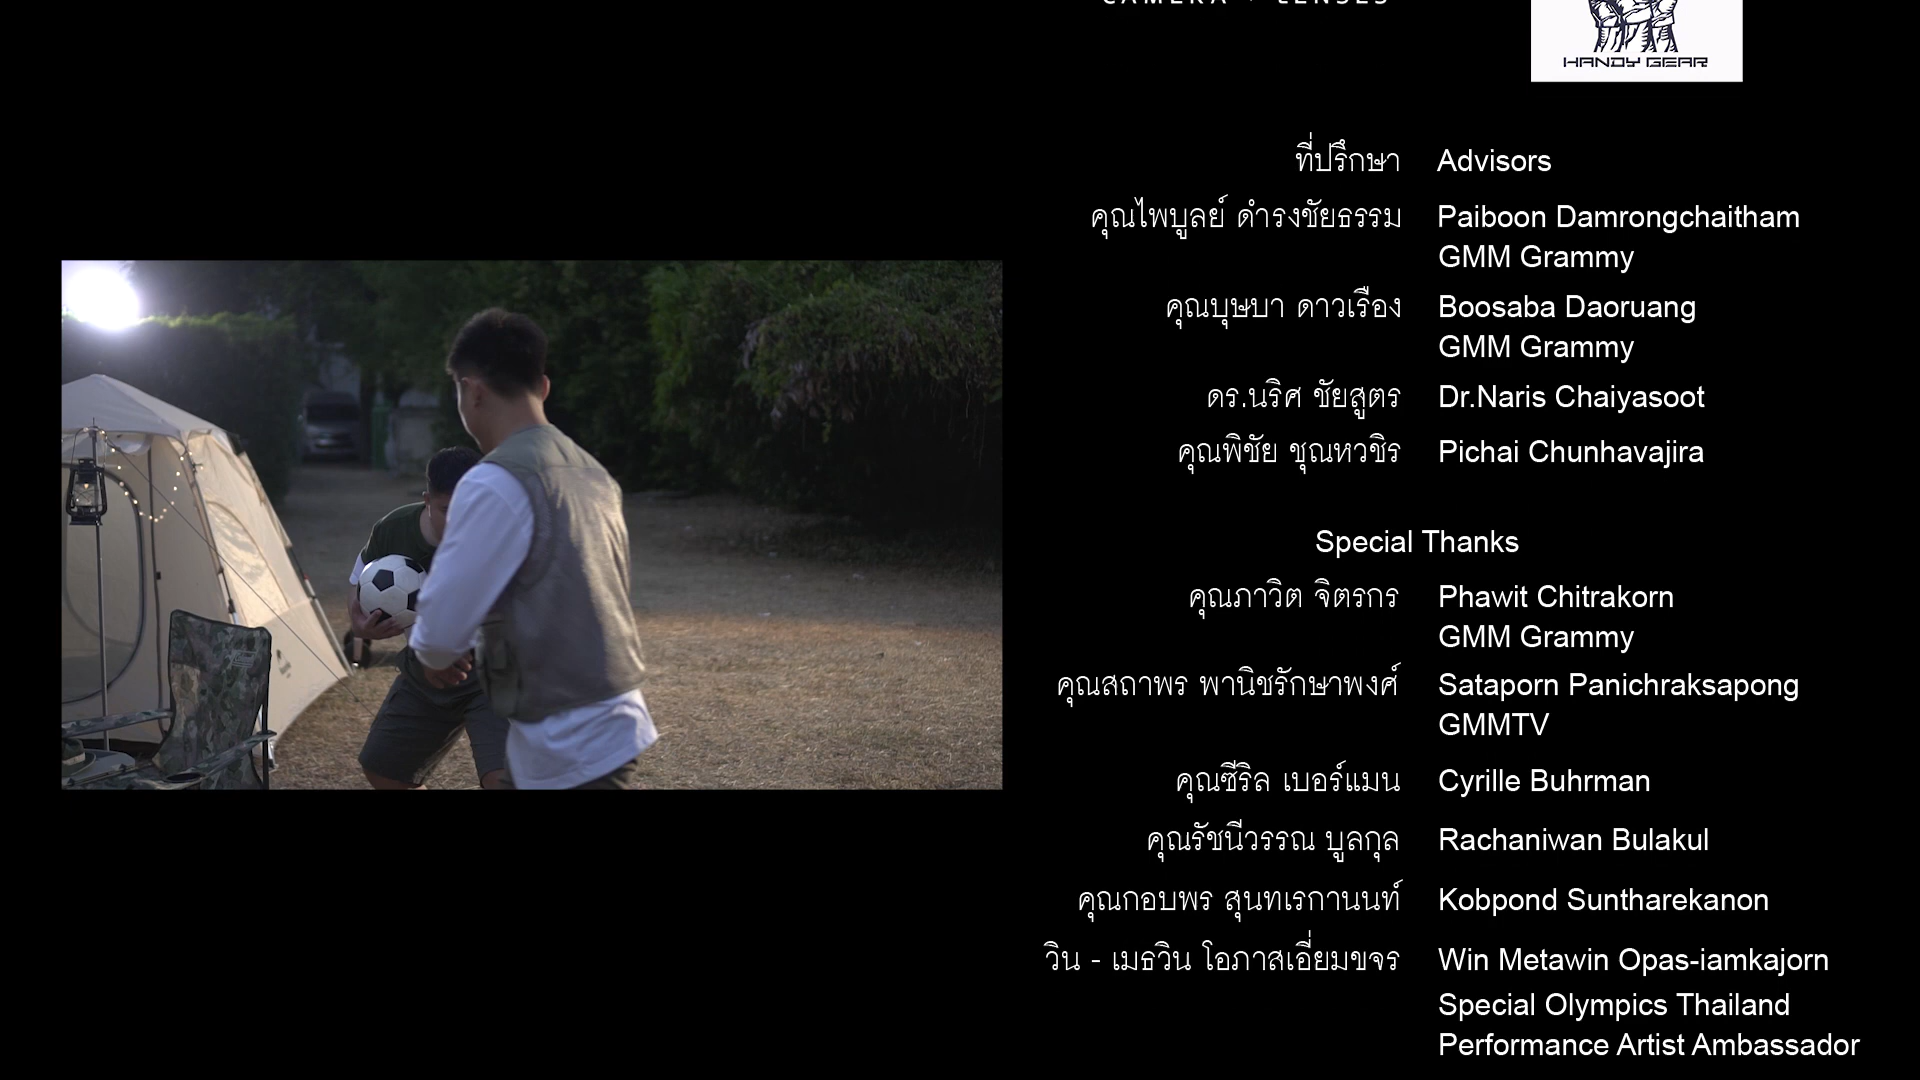 CAMERA · LENSES
HANDY GEAR
ที่ปรึกษา Advisors
คุณไพบูลย์ ดำรงชัยธรรม Paiboon Damrongchaitham
GMM Grammy
คุณบุษบา ดาวเรือง Boosaba Daoruang
GMM Grammy
ดร.นริศ ชัยสูตร Dr.Naris Chaiyasoot
คุณพิชัย ชุณหวชิร Pichai Chunhavajira
Special Thanks
คุณภาวิต จิตรกร Phawit Chitrakorn
GMM Grammy
คุณสถาพร พานิชรักษาพงศ์ Sataporn Panichraksapong
GMMTV
คุณซีริล เบอร์แมน Cyrille Buhrman
คุณรัชนีวรรณ บูลกุล Rachaniwan Bulakul
คุณกอบพร สุนทเรกานนท์ Kobpond Suntharekanon
วิน - เมธวิน โอภาสเอี่ยมขจร Win Metawin Opas-iamkajorn
Special Olympics Thailand
Performance Artist Ambassador